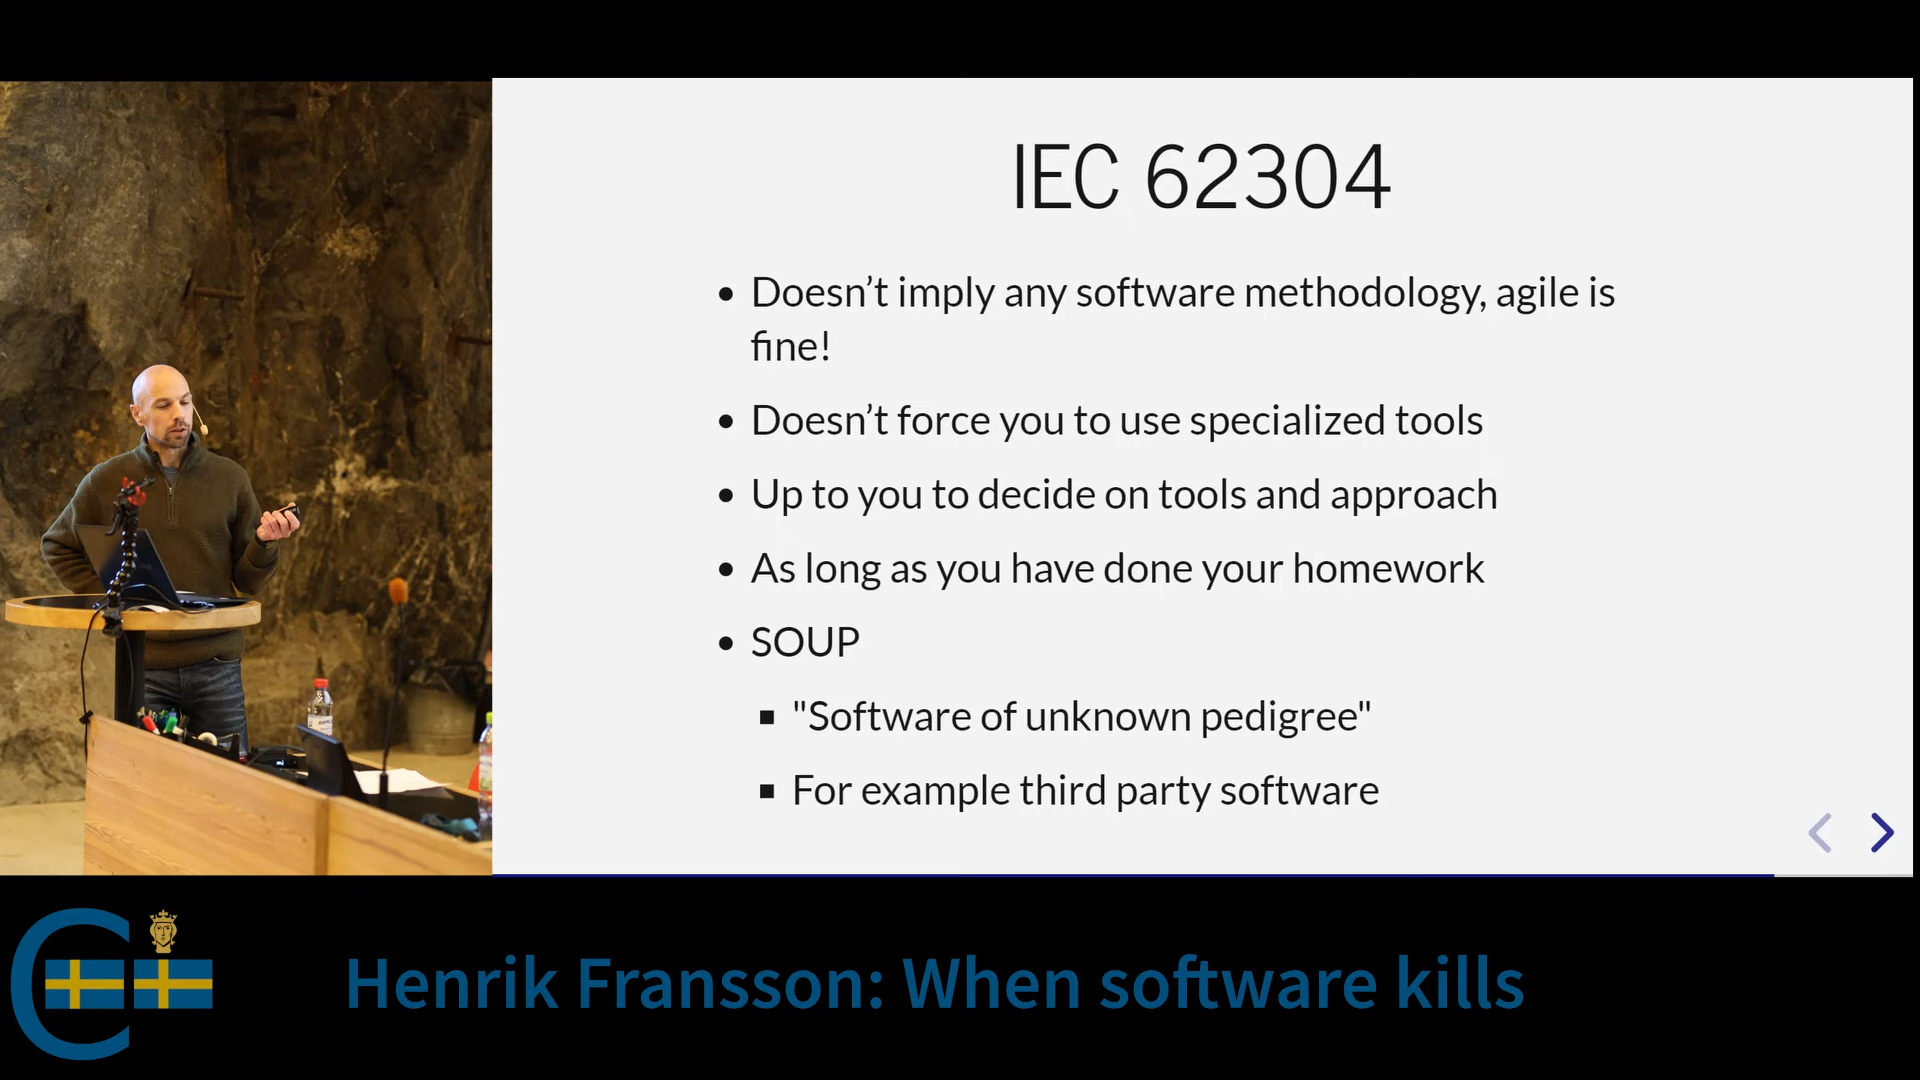 IEC 62304
• Doesn’t imply any software methodology, agile is
fine!
• Doesn’t force you to use specialized tools
• Up to you to decide on tools and approach
• As long as you have done your homework
• SOUP
▪ "Software of unknown pedigree"
▪ For example third party software
Henrik Fransson: When software kills